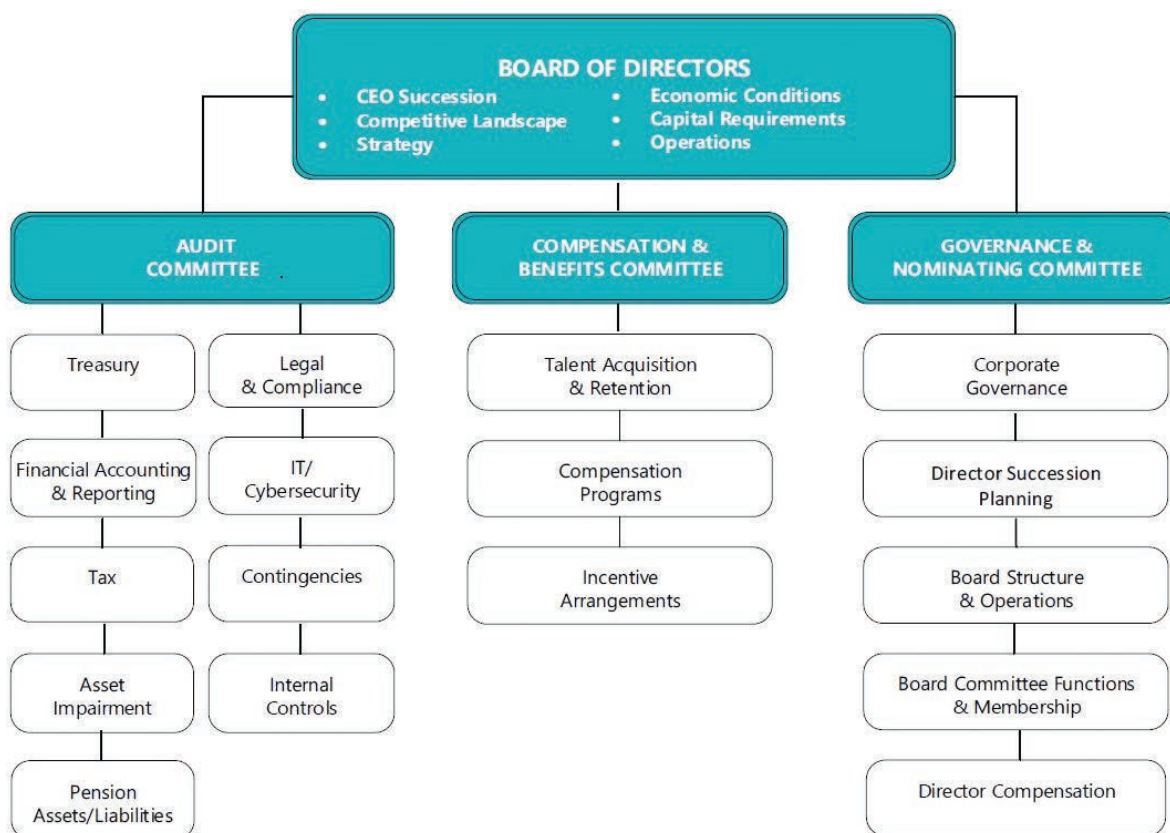 BOARD OF DIRECTORS
• CEO Succession
• Competitive Landscape
• Strategy
• Economic Conditions
• Capital Requirements
• Operations
AUDIT
COMMITTEE
Treasury
Financial Accounting
& Reporting
Tax
Asset
Impairment
Pension
Assets/Liabilities
Legal
& Compliance
IT/
Cybersecurity
Contingencies
Internal
Controls
COMPENSATION &
BENEFITS COMMITTEE
Talent Acquisition
& Retention
Compensation
Programs
Incentive
Arrangements
GOVERNANCE &
NOMINATING COMMITTEE
Corporate
Governance
Director Succession
Planning
Board Structure
& Operations
Board Committee Functions
& Membership
Director Compensation